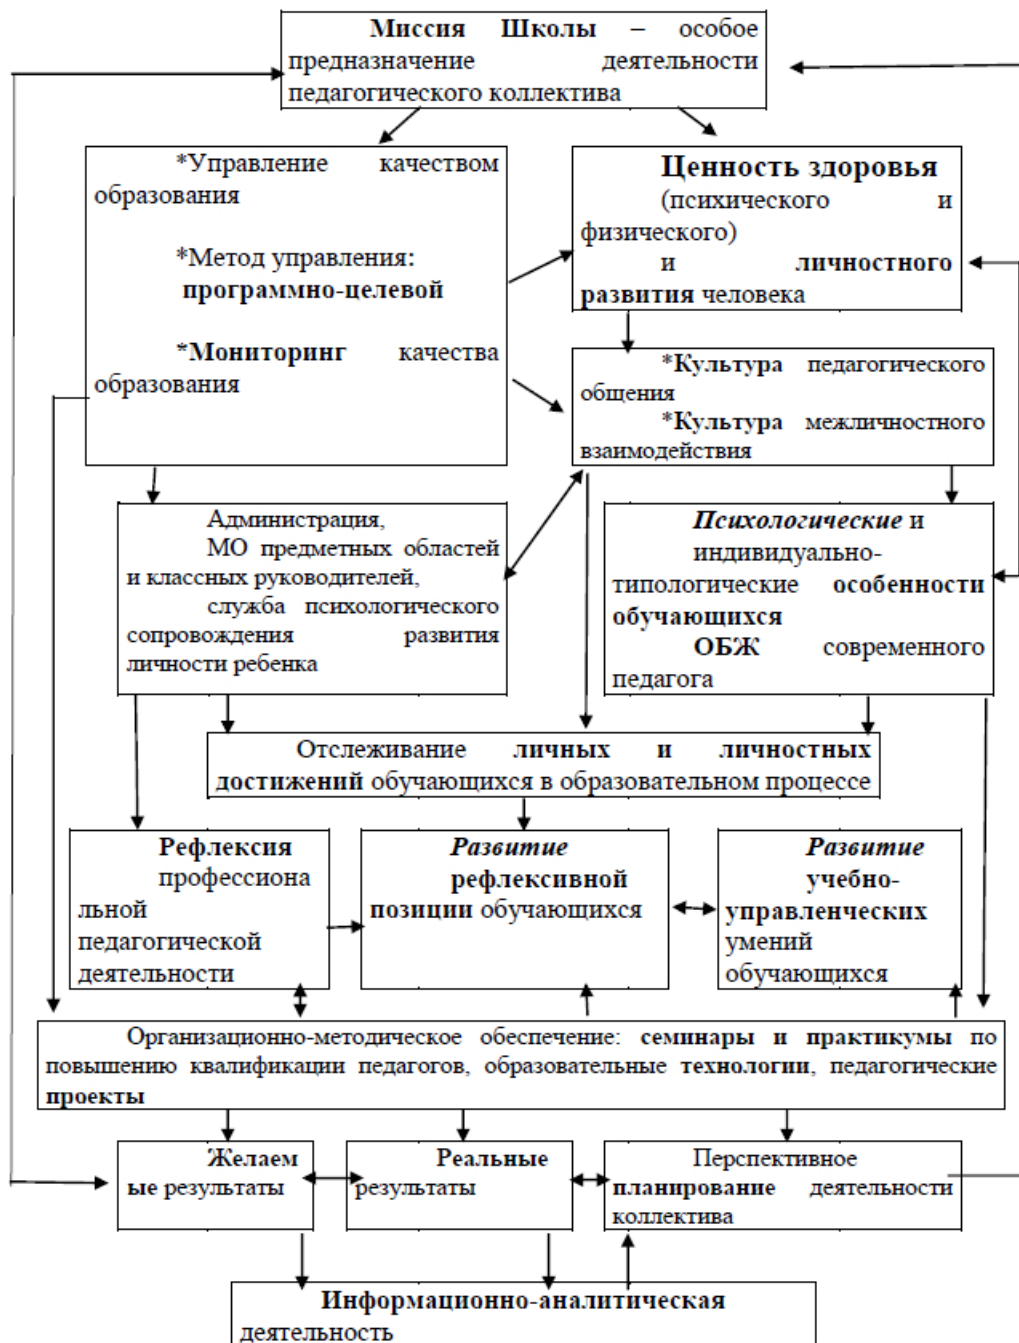 Миссия Школы – особое
предназначение деятельности
педагогического коллектива
*Управление качеством
образования
*Метод управления:
программно-целевой
*Мониторинг качества
образования
Ценность здоровья
(психического и
физического)
и личностного
развития человека
*Культура педагогического
общения
*Культура межличностного
взаимодействия
Администрация,
МО предметных областей
и классных руководителей,
служба психологического
сопровождения развития
личности ребенка
Психологические и
индивидуально-
типологические особенности
обучающихся
ОБЖ современного
педагога
Отслеживание личных и личностных
достижений обучающихся в образовательном процессе
Рефлексия
профессиона
льной
педагогической
деятельности
Развитие
рефлексивной
позиции обучающихся
Развитие
учебно-
управленческих
умений
обучающихся
Организационно-методическое обеспечение: семинары и практикумы по
повышению квалификации педагогов, образовательные технологии, педагогические
проекты
Желаем
ые результаты
Реальные
результаты
Перспективное
планирование деятельности
коллектива
Информационно-аналитическая
деятельность